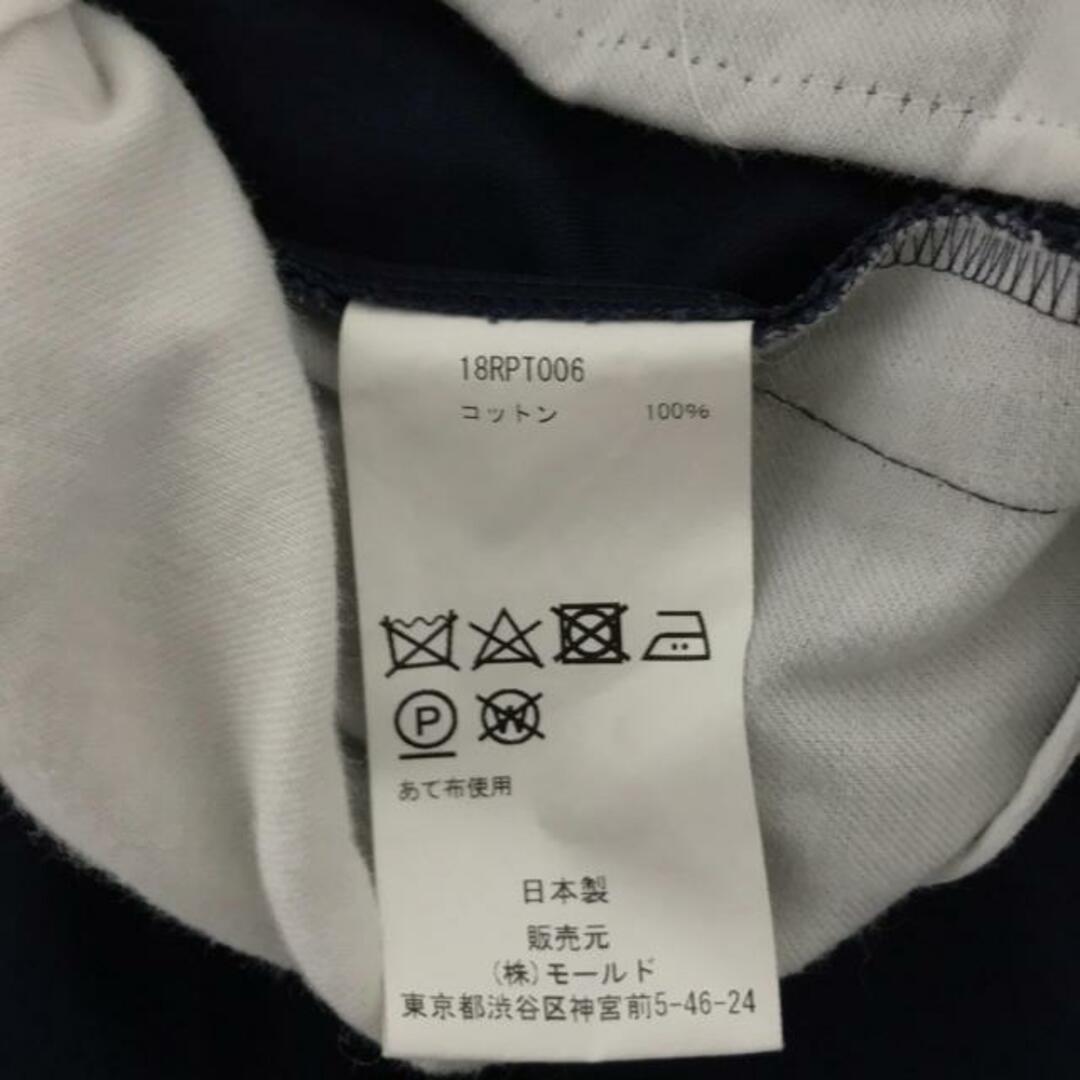 18RPT006
コットン 100%
P W
あて布使用
日本製
販売元
(株)モールド
東京都渋谷区神宮前5-46-24